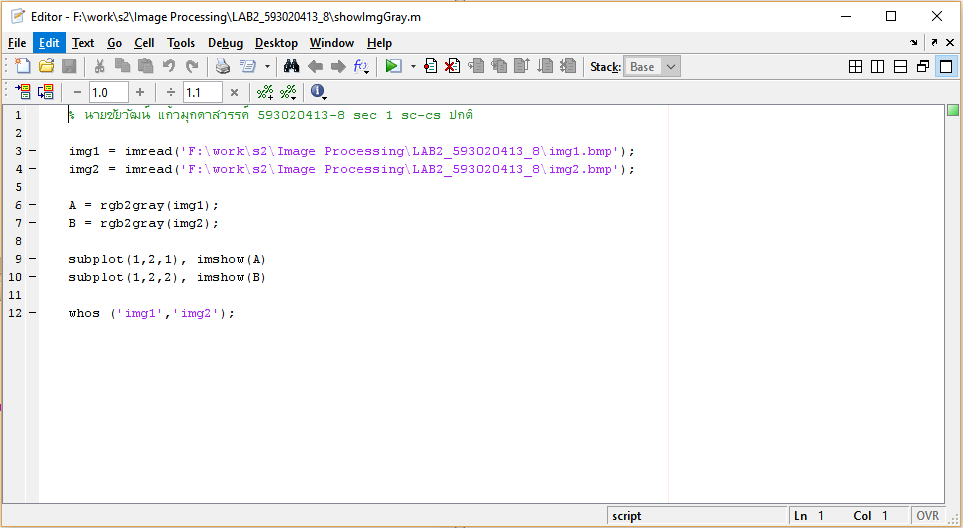 Editor - F:\work\s2\Image Processing\LAB2_593020413_8\showImgGray.m
File Edit Text Go Cell Tools Debug Desktop Window Help
Stack: Base
1.0 1.1
1 % นายชัยวัฒน์ แก้วมุกดาสวรรค์ 593020413-8 sec 1 sc-cs ปกติ
2
3 img1 = imread('F:\work\s2\Image Processing\LAB2_593020413_8\img1.bmp');
4 img2 = imread('F:\work\s2\Image Processing\LAB2_593020413_8\img2.bmp');
5
6 A = rgb2gray(img1);
7 B = rgb2gray(img2);
8
9 subplot(1,2,1), imshow(A)
10 subplot(1,2,2), imshow(B)
11
12 whos ('img1','img2');
script Ln 1 Col 1 OVR